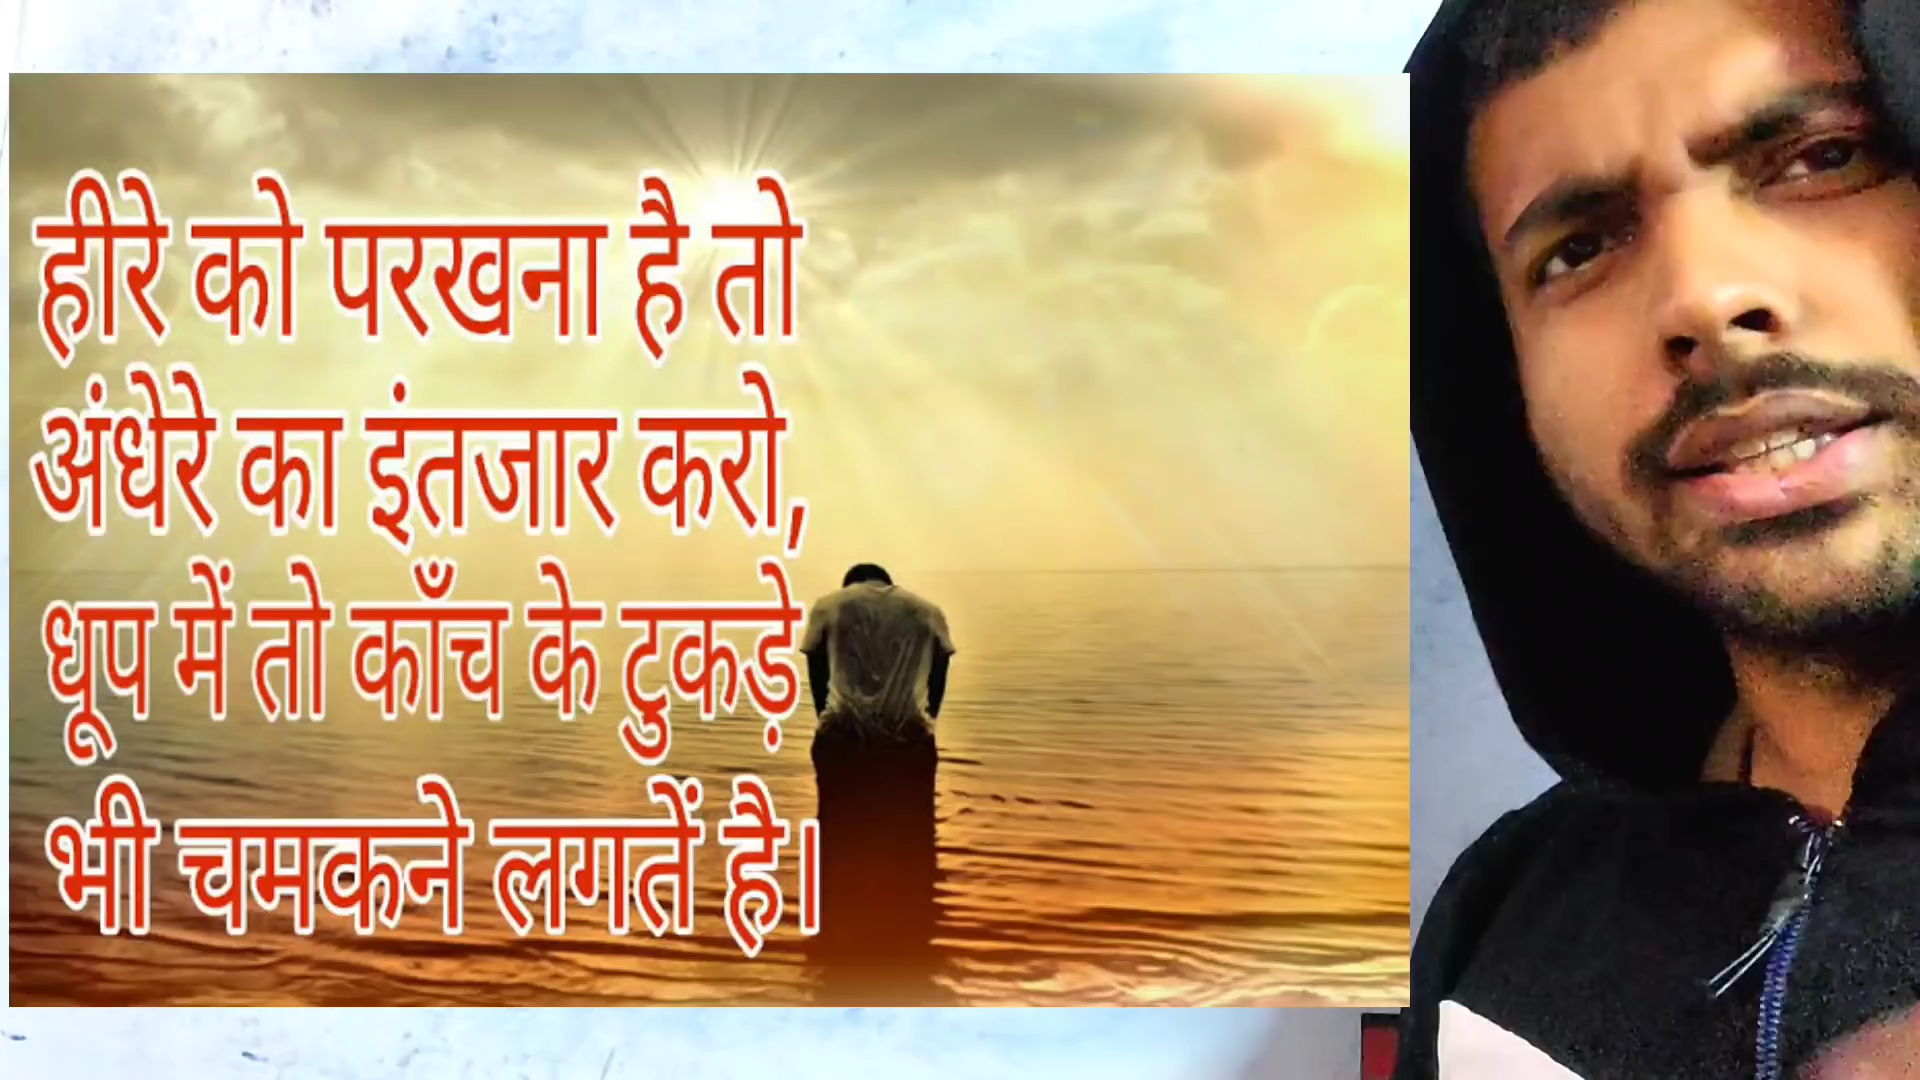 हीरे को परखना है तो
अंधेरे का इंतजार करो,
धूप में तो काँच के टुकड़े
भी चमकने लगतें है।